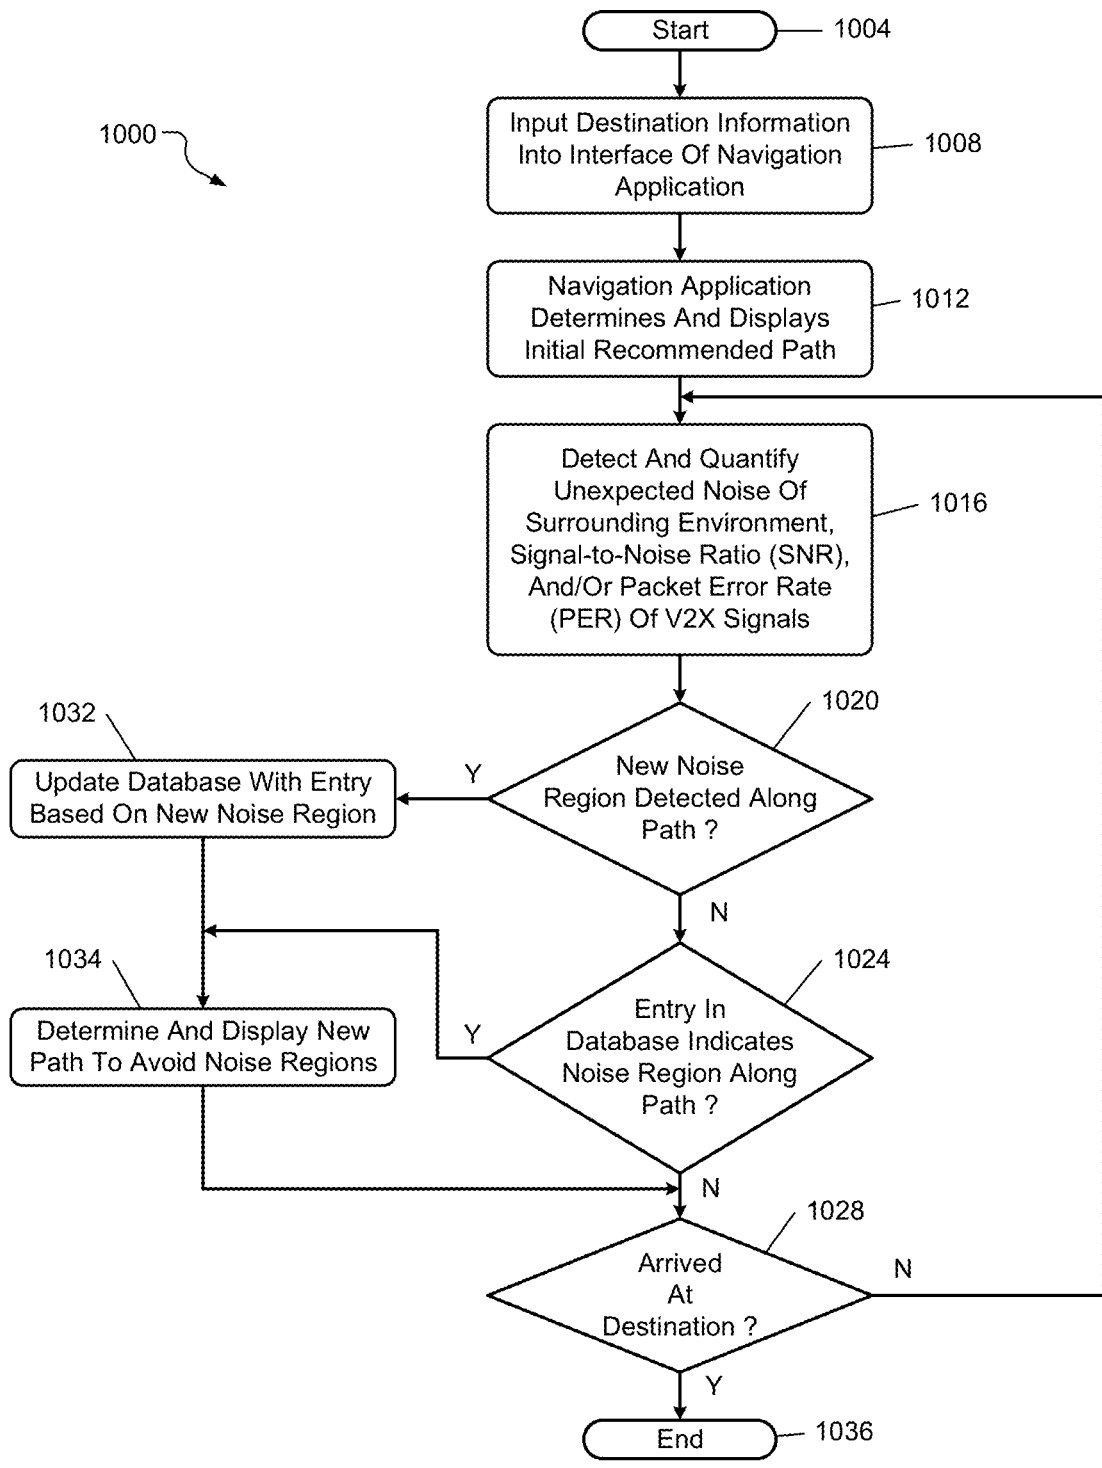 Start
1004
1000
Input Destination Information
Into Interface Of Navigation
Application
1008
Navigation Application
Determines And Displays
Initial Recommended Path
1012
Detect And Quantify
Unexpected Noise Of
Surrounding Environment,
Signal-to-Noise Ratio (SNR),
And/Or Packet Error Rate
(PER) Of V2X Signals
1016
1020
New Noise
Region Detected Along
Path ?
Y
N
1032
Update Database With Entry
Based On New Noise Region
1034
Determine And Display New
Path To Avoid Noise Regions
1024
Entry In
Database Indicates
Noise Region Along
Path ?
Y
N
1028
Arrived
At
Destination ?
N
Y
End
1036